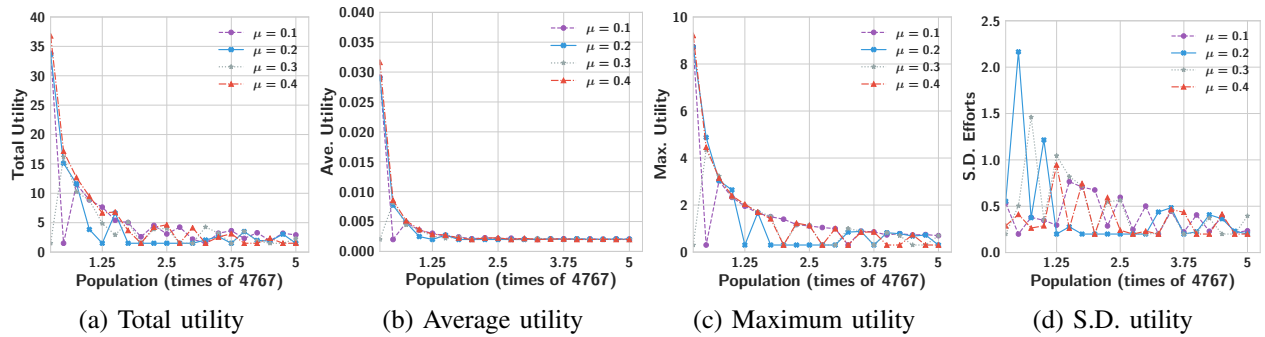 40
35
30
25
20
15
10
5
0
Total Utility
μ = 0.1
μ = 0.2
μ = 0.3
μ = 0.4
1.25
2.5
3.75
5
Population (times of 4767)
(a) Total utility
0.040
0.035
0.030
0.025
0.020
0.015
0.010
0.005
0.000
Ave. Utility
μ = 0.1
μ = 0.2
μ = 0.3
μ = 0.4
1.25
2.5
3.75
5
Population (times of 4767)
(b) Average utility
10
8
6
4
2
0
Max. Utility
μ = 0.1
μ = 0.2
μ = 0.3
μ = 0.4
1.25
2.5
3.75
5
Population (times of 4767)
(c) Maximum utility
2.5
2.0
1.5
1.0
0.5
0.0
S.D. Efforts
μ = 0.1
μ = 0.2
μ = 0.3
μ = 0.4
1.25
2.5
3.75
5
Population (times of 4767)
(d) S.D. utility